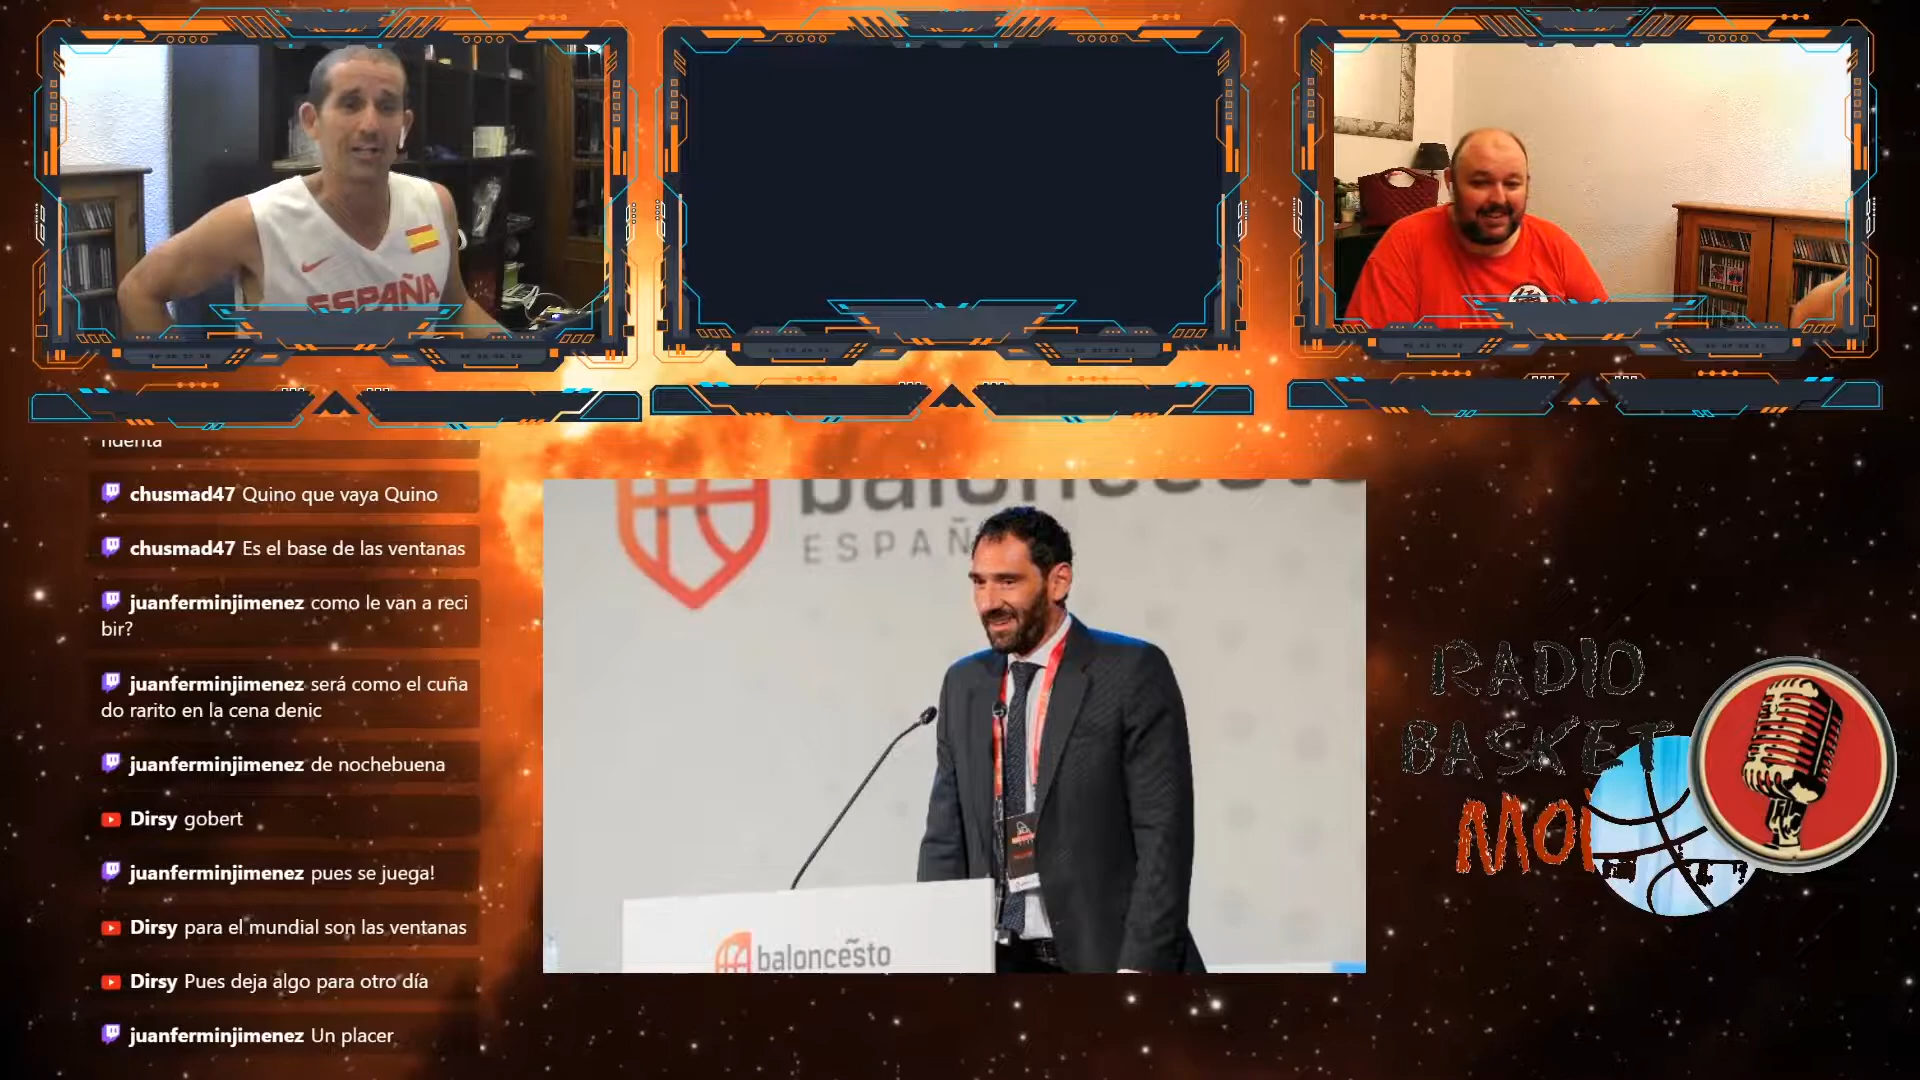 ESPAÑA
nuenta
chusmad47 Quino que vaya Quino
chusmad47 Es el base de las ventanas
juanferminjimenez como le van a reci
bir?
juanferminjimenez será como el cuña
do rarito en la cena denic
juanferminjimenez de nochebuena
Dirsy gobert
juanferminjimenez pues se juega!
Dirsy para el mundial son las ventanas
Dirsy Pues deja algo para otro día
juanferminjimenez Un placer
baloncesto
ESPAÑ
baloncesto
RADIO
BASKET
MOi